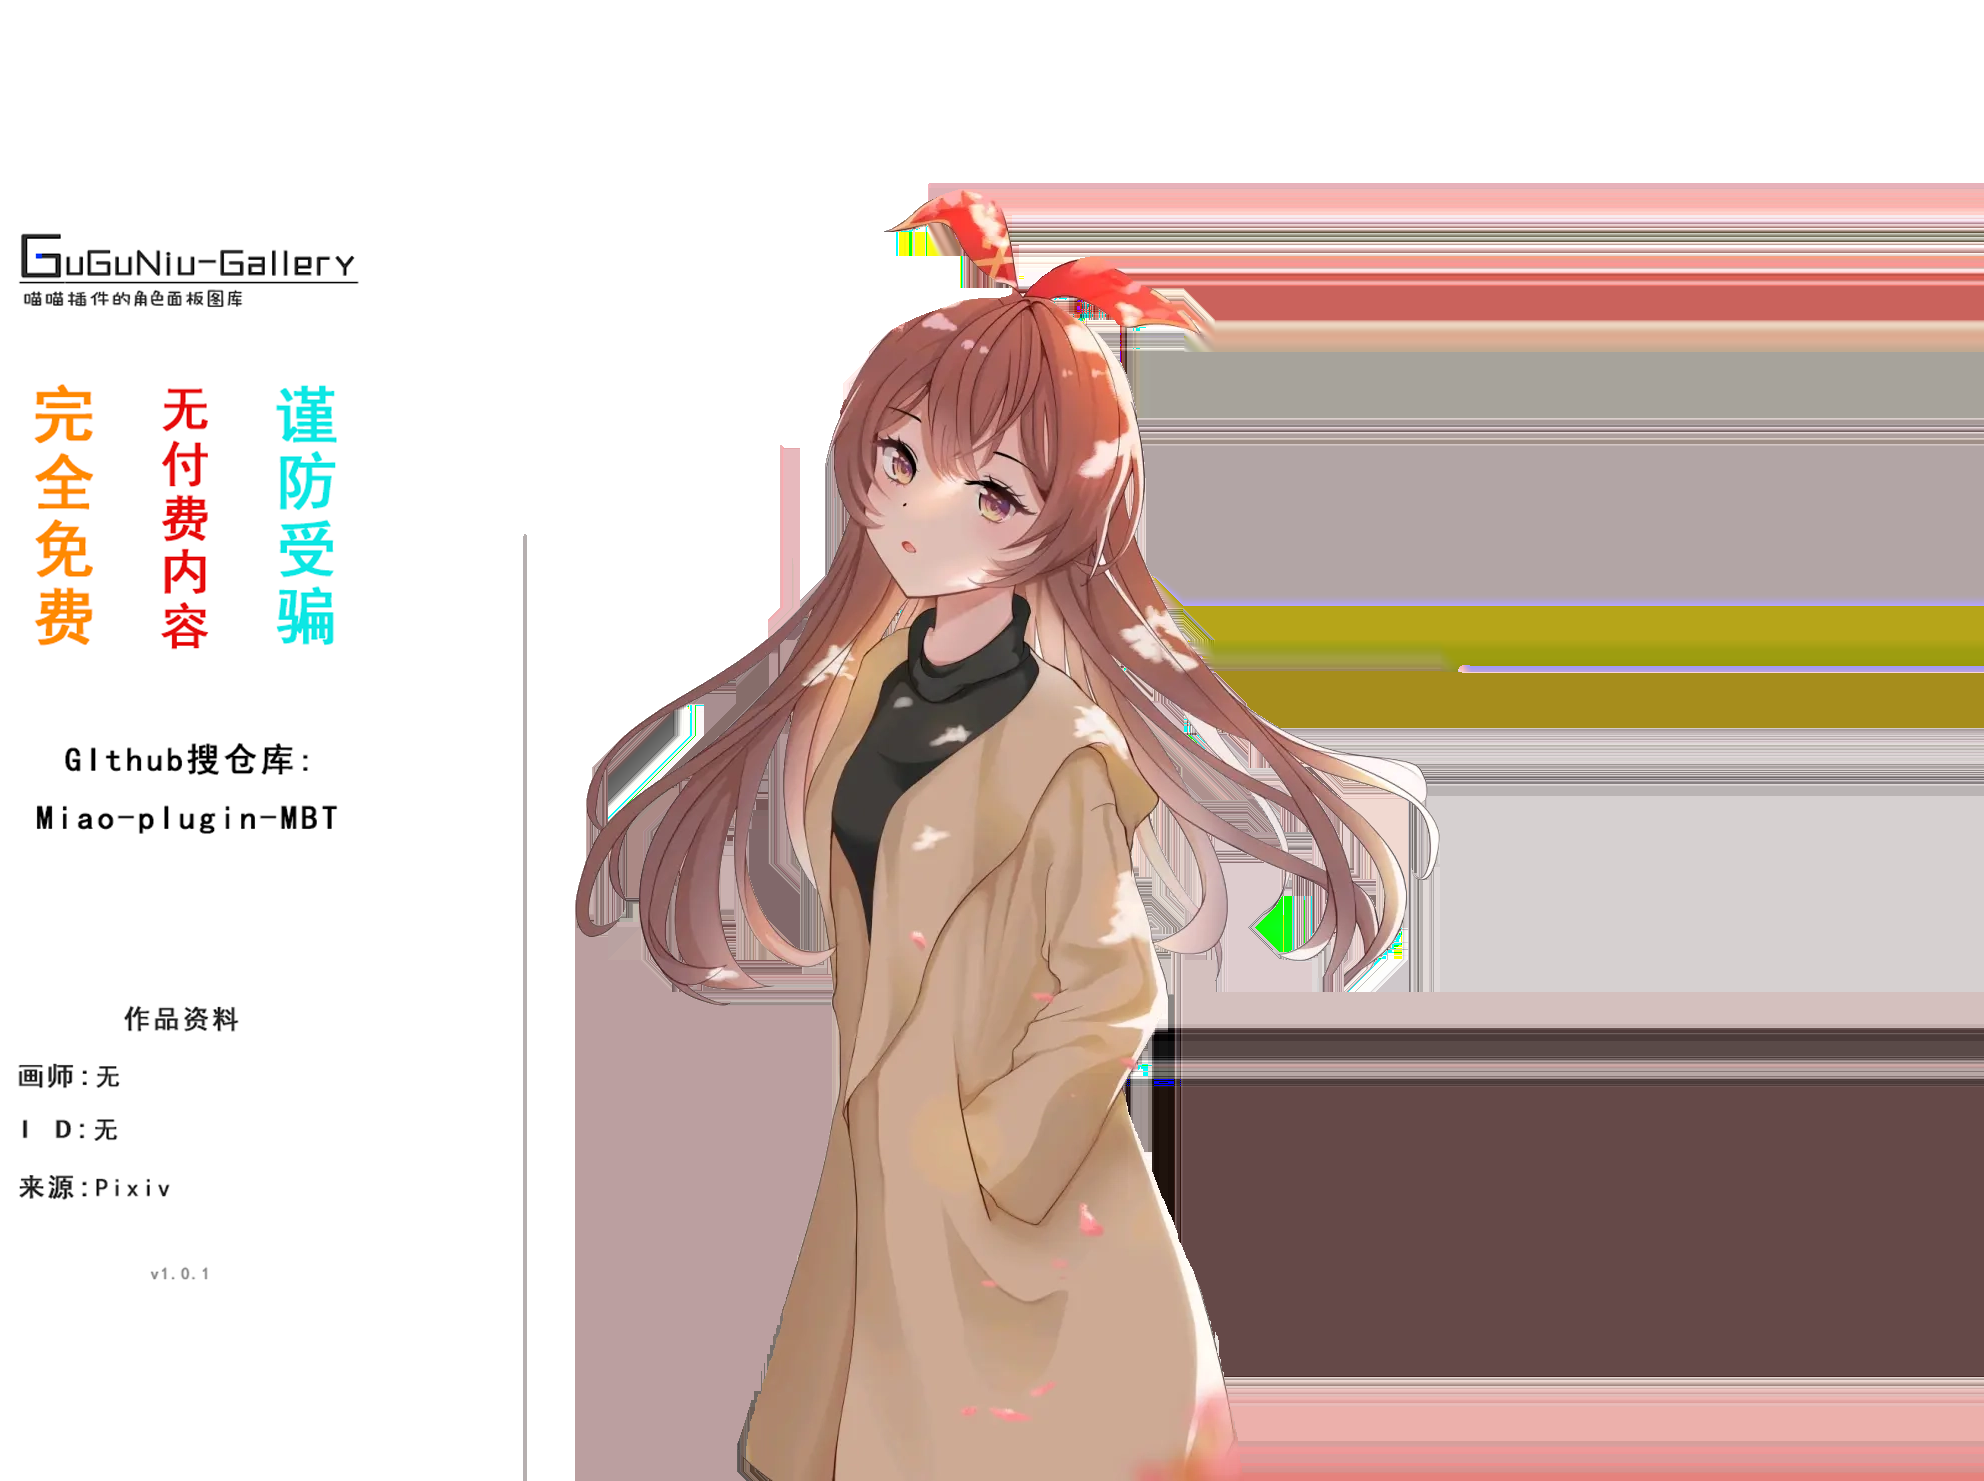 GuGuNiu-Gallery
喵喵插件的角色面板图库
完全免费
无付费内容
谨防受骗
GIthub搜仓库:
Miao-plugin-MBT
作品资料
画师:无
I D:无
来源:Pixiv
v1.0.1